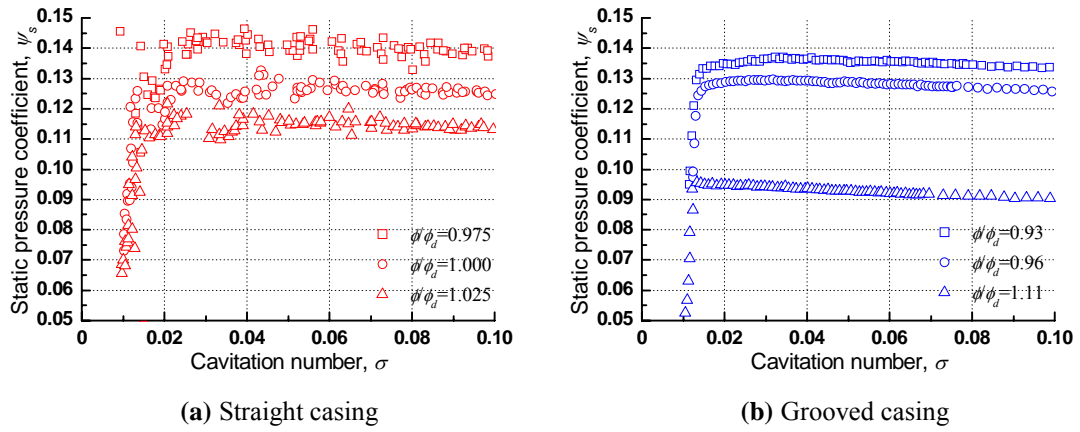 0.15
0.14
0.13
0.12
0.11
0.10
0.09
0.08
0.07
0.06
0.05
Static pressure coefficient, ψs
ϕ/ϕd=0.975
ϕ/ϕd=1.000
ϕ/ϕd=1.025
0 0.02 0.04 0.06 0.08 0.10
Cavitation number, σ
(a) Straight casing
0.15
0.14
0.13
0.12
0.11
0.10
0.09
0.08
0.07
0.06
0.05
Static pressure coefficient, ψs
ϕ/ϕd=0.93
ϕ/ϕd=0.96
ϕ/ϕd=1.11
0 0.02 0.04 0.06 0.08 0.10
Cavitation number, σ
(b) Grooved casing